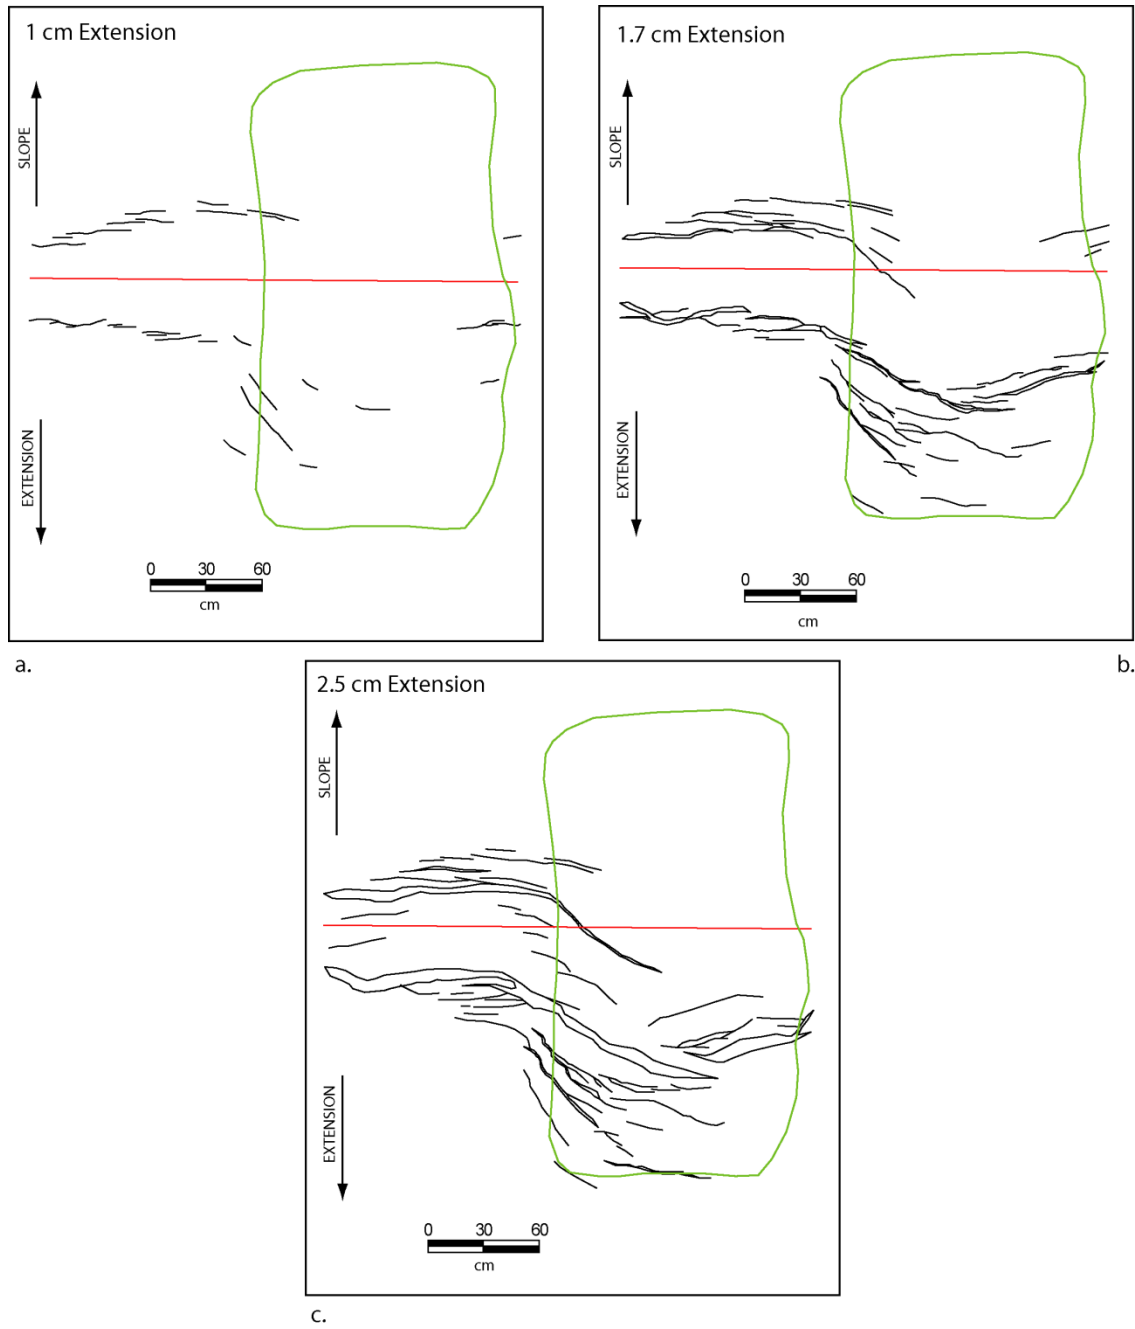 1 cm Extension
SLOPE
EXTENSION
0 30 60
cm
a.
1.7 cm Extension
SLOPE
EXTENSION
0 30 60
cm
b.
2.5 cm Extension
SLOPE
EXTENSION
0 30 60
cm
c.